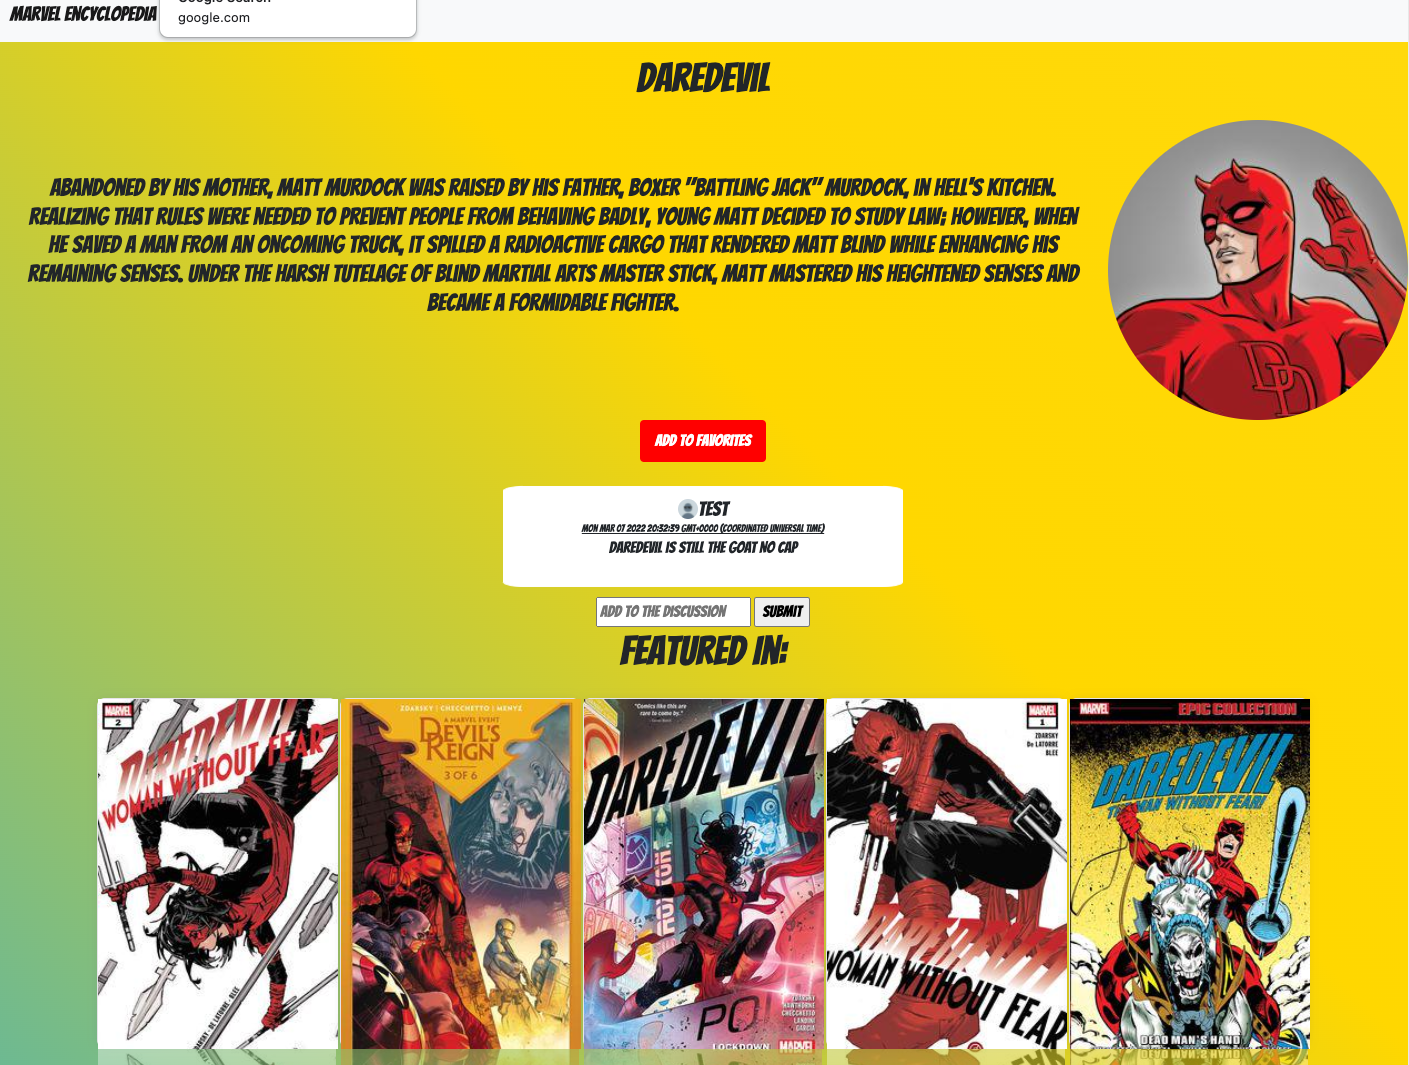 MARVEL ENCYCLOPEDIA
Google Search
google.com
DAREDEVIL
ABANDONED BY HIS MOTHER, MATT MURDOCK WAS RAISED BY HIS FATHER, BOXER "BATTLING JACK" MURDOCK, IN HELL'S KITCHEN.
REALIZING THAT RULES WERE NEEDED TO PREVENT PEOPLE FROM BEHAVING BADLY, YOUNG MATT DECIDED TO STUDY LAW; HOWEVER, WHEN
HE SAVED A MAN FROM AN ONCOMING TRUCK, IT SPILLED A RADIOACTIVE CARGO THAT RENDERED MATT BLIND WHILE ENHANCING HIS
REMAINING SENSES. UNDER THE HARSH TUTELAGE OF BLIND MARTIAL ARTS MASTER STICK, MATT MASTERED HIS HEIGHTENED SENSES AND
BECAME A FORMIDABLE FIGHTER.
DD
ADD TO FAVORITES
TEST
MON MAR 07 2022 20:32:39 GMT+0000 (COORDINATED UNIVERSAL TIME)
DAREDEVIL IS STILL THE GOAT NO CAP
ADD TO THE DISCUSSION
SUBMIT
FEATURED IN:
MARVEL
2
DAREDEVIL
WOMAN WITHOUT FEAR
ZDARSKY · DE LATORRE · BLEE
ZDARSKY | CHECCHETTO | MENYZ
A MARVEL EVENT
DEVIL'S
REIGN
3 OF 6
"Comics like this are
rare to come by."
DAREDEVIL
ZDARSKY
HAWTHORNE
CHECCHETTO
LANDINI
GARCIA
LOCKDOWN
MARVEL
MARVEL
1
ZDARSKY
De LATORRE
BLEE
DAREDEVIL
WOMAN WITHOUT FEAR
MARVEL
EPIC COLLECTION
DAREDEVIL
THE MAN WITHOUT FEAR!
DEAD MAN'S HAND